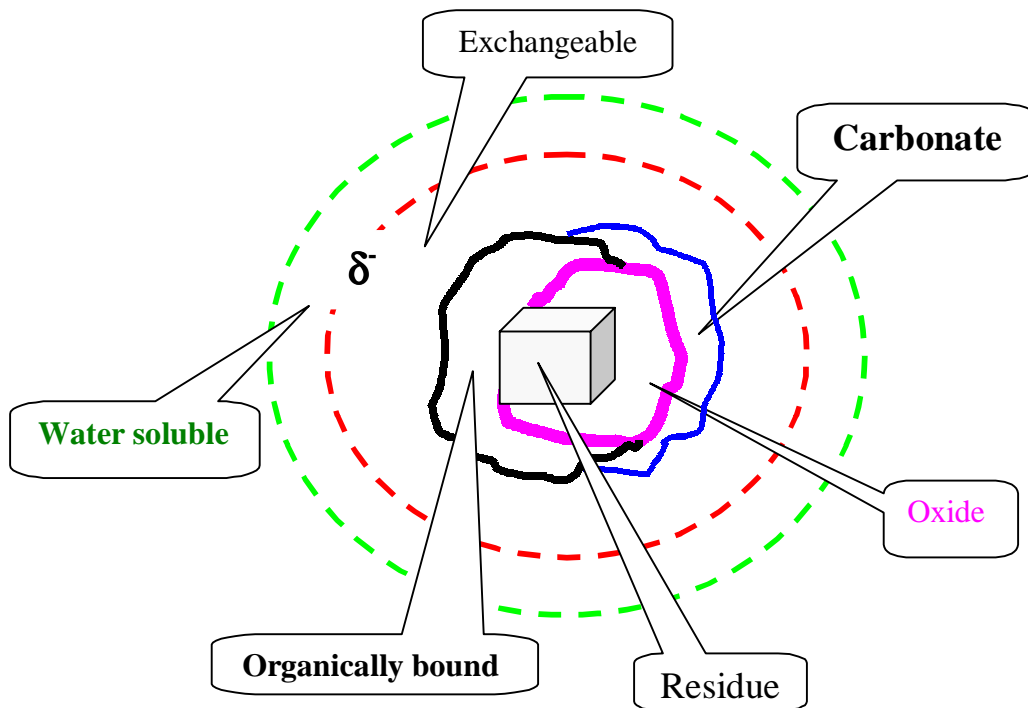 Exchangeable
Carbonate
δ-
Water soluble
Oxide
Organically bound
Residue